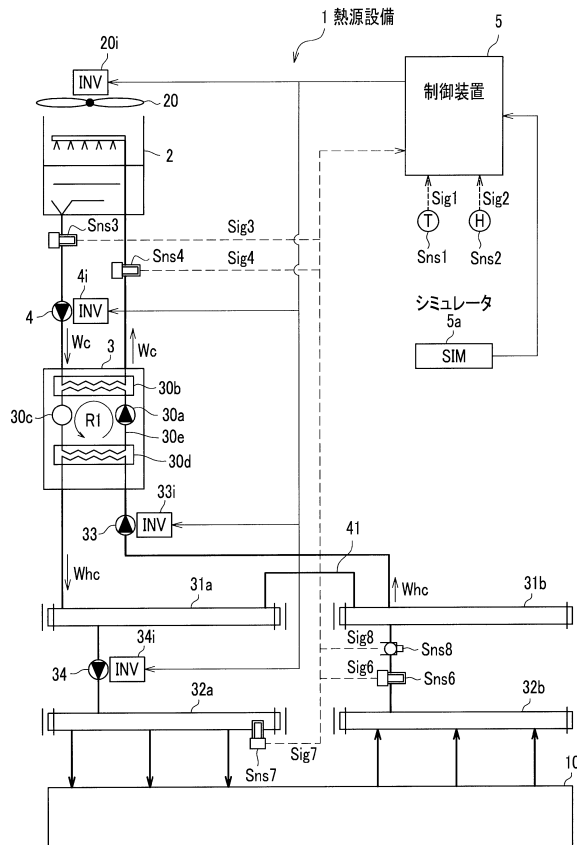 1 熱源設備
20i
INV
20
5
制御装置
2
Sns3
Sig3
Sns4
Sig4
Sig1
Sig2
T
H
Sns1
Sns2
4i
INV
4
Wc
Wc
シミュレータ
5a
SIM
3
30b
30c
R1
30a
30e
30d
33i
33
INV
41
Whc
31a
Whc
31b
Sig8
Sns8
34i
34
INV
Sig6
Sns6
32a
32b
Sig7
Sns7
10